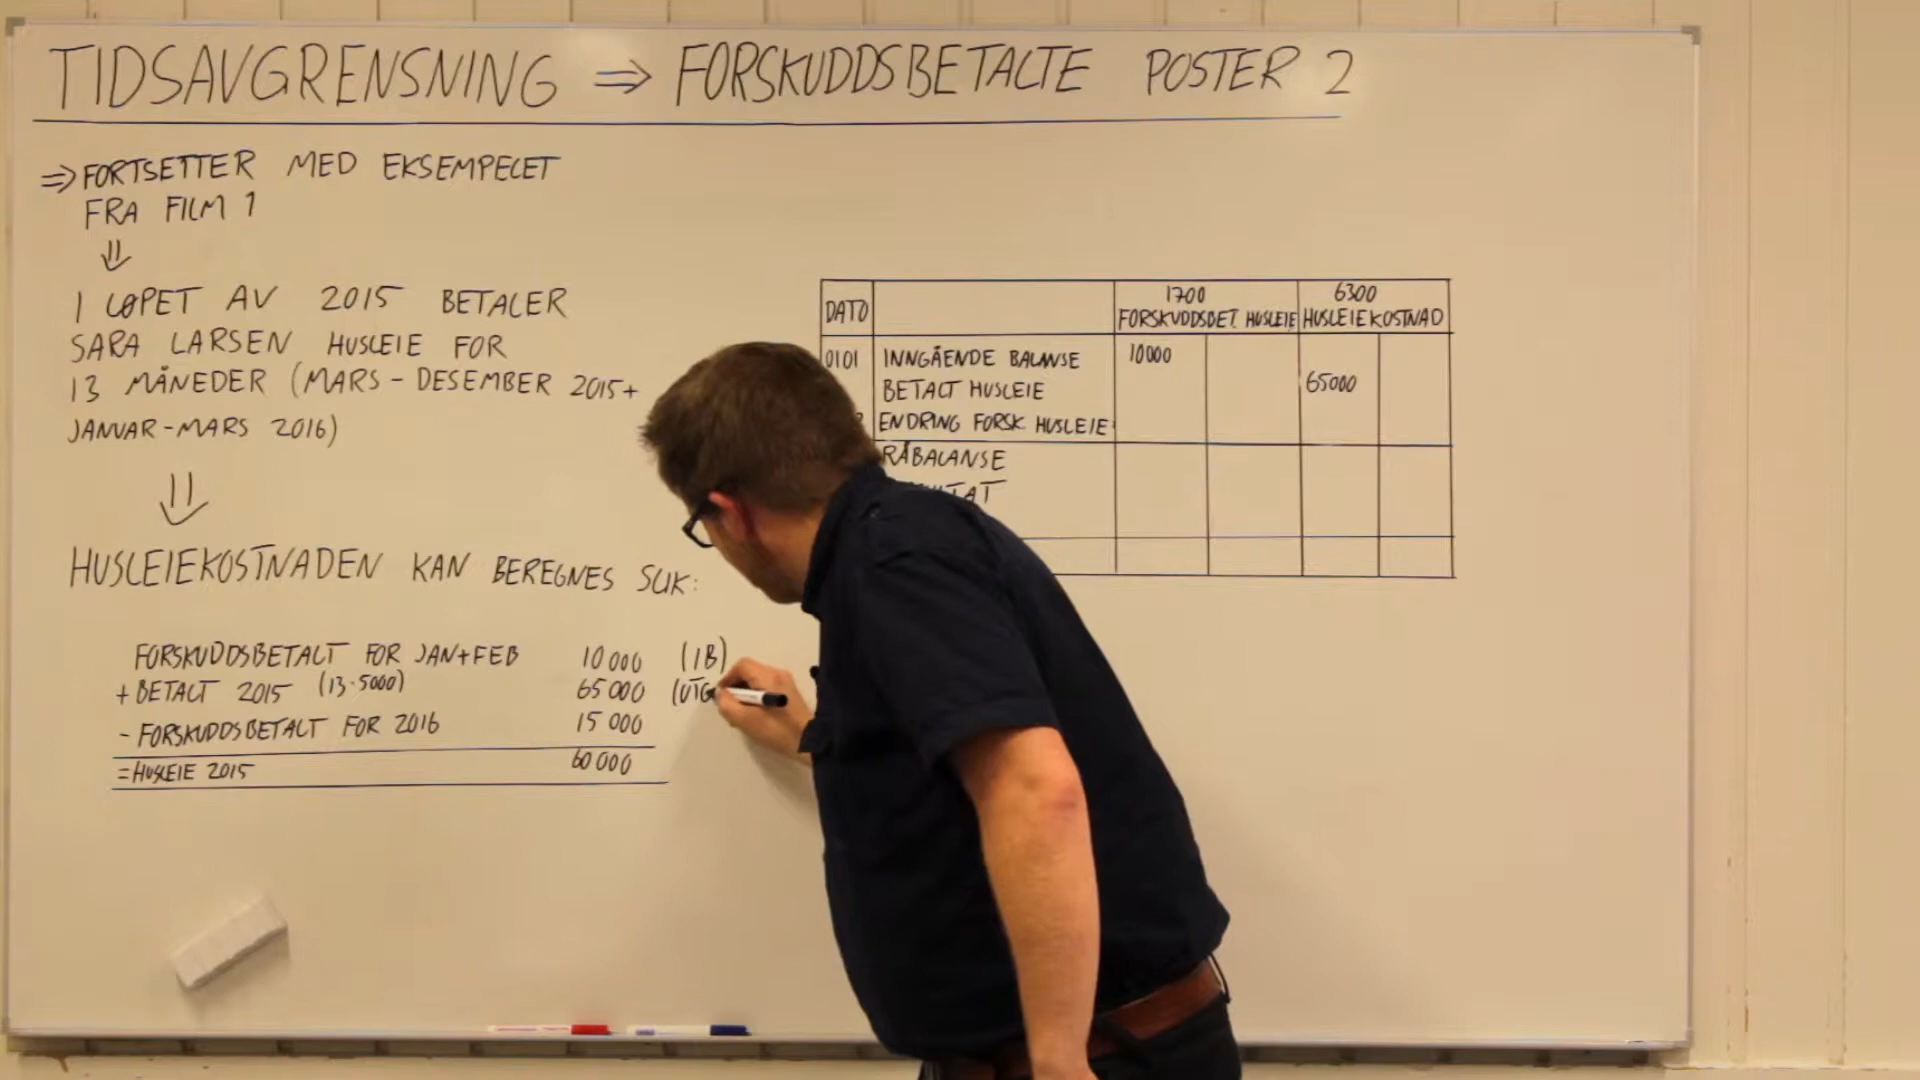 TIDSAVGRENSNING ⇒ FORSKUDDSBETALTE POSTER 2
⇒ FORTSETTER MED EKSEMPELET
FRA FILM 1
⇓
I LØPET AV 2015 BETALER
SARA LARSEN HUSLEIE FOR
13 MÅNEDER (MARS - DESEMBER 2015 +
JANUAR - MARS 2016)
⇓
HUSLEIEKOSTNADEN KAN BEREGNES SLIK:
FORSKUDDSBETALT FOR JAN + FEB 10 000 (IB)
+ BETALT 2015 (13·5000) 65 000 (UTG
- FORSKUDDSBETALT FOR 2016 15 000
= HUSLEIE 2015 60 000
DATO 1700 FORSKUDDSBET. HUSLEIE 6300 HUSLEIEKOSTNAD
0101 INNGÅENDE BALANSE 10000
BETALT HUSLEIE 65000
ENDRING FORSK HUSLEIE
RÅBALANSE